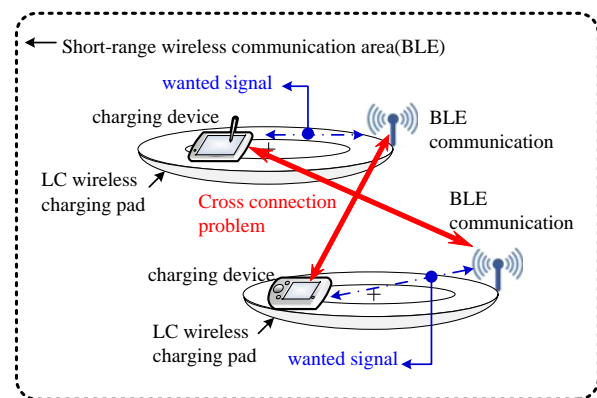 Short-range wireless communication area(BLE)
wanted signal
charging device
BLE
communication
LC wireless
charging pad
Cross connection
problem
BLE
communication
charging device
LC wireless
charging pad
wanted signal